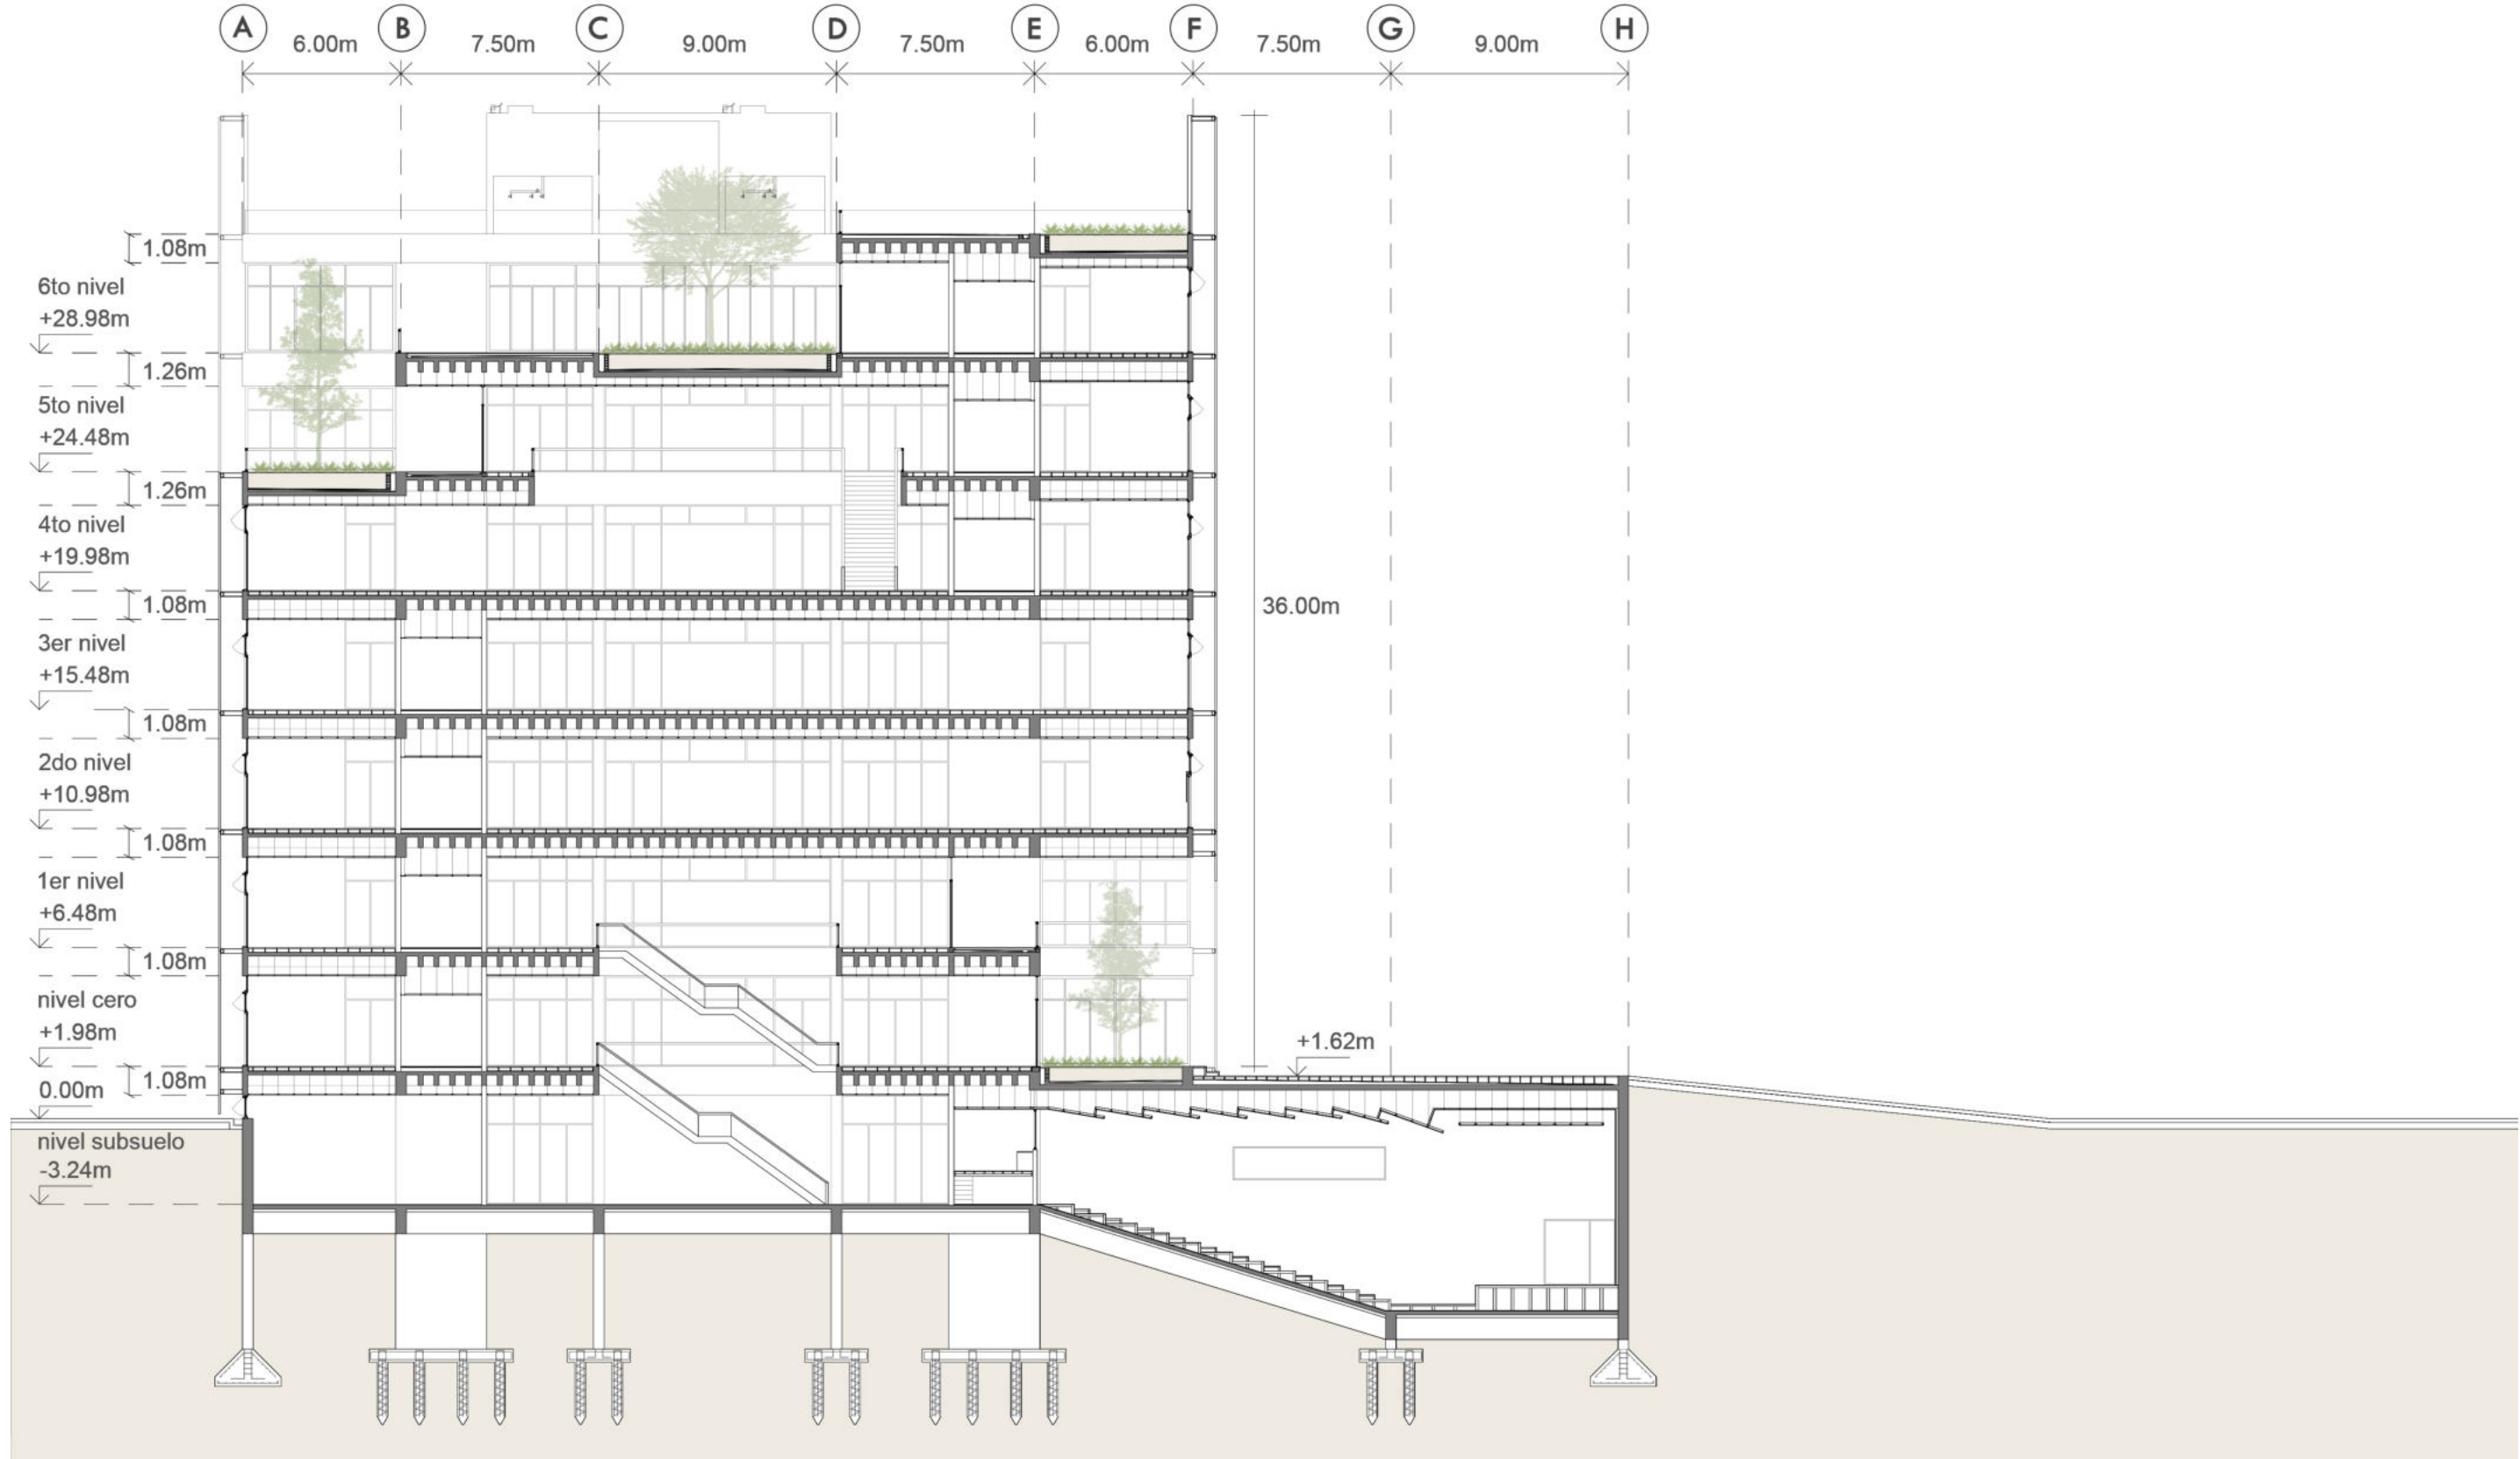 A B C D E F G H
6.00m 7.50m 9.00m 7.50m 6.00m 7.50m 9.00m
1.08m
6to nivel
+28.98m
1.26m
5to nivel
+24.48m
1.26m
4to nivel
+19.98m
1.08m
36.00m
3er nivel
+15.48m
1.08m
2do nivel
+10.98m
1.08m
1er nivel
+6.48m
1.08m
nivel cero
+1.98m
+1.62m
1.08m
0.00m
nivel subsuelo
-3.24m